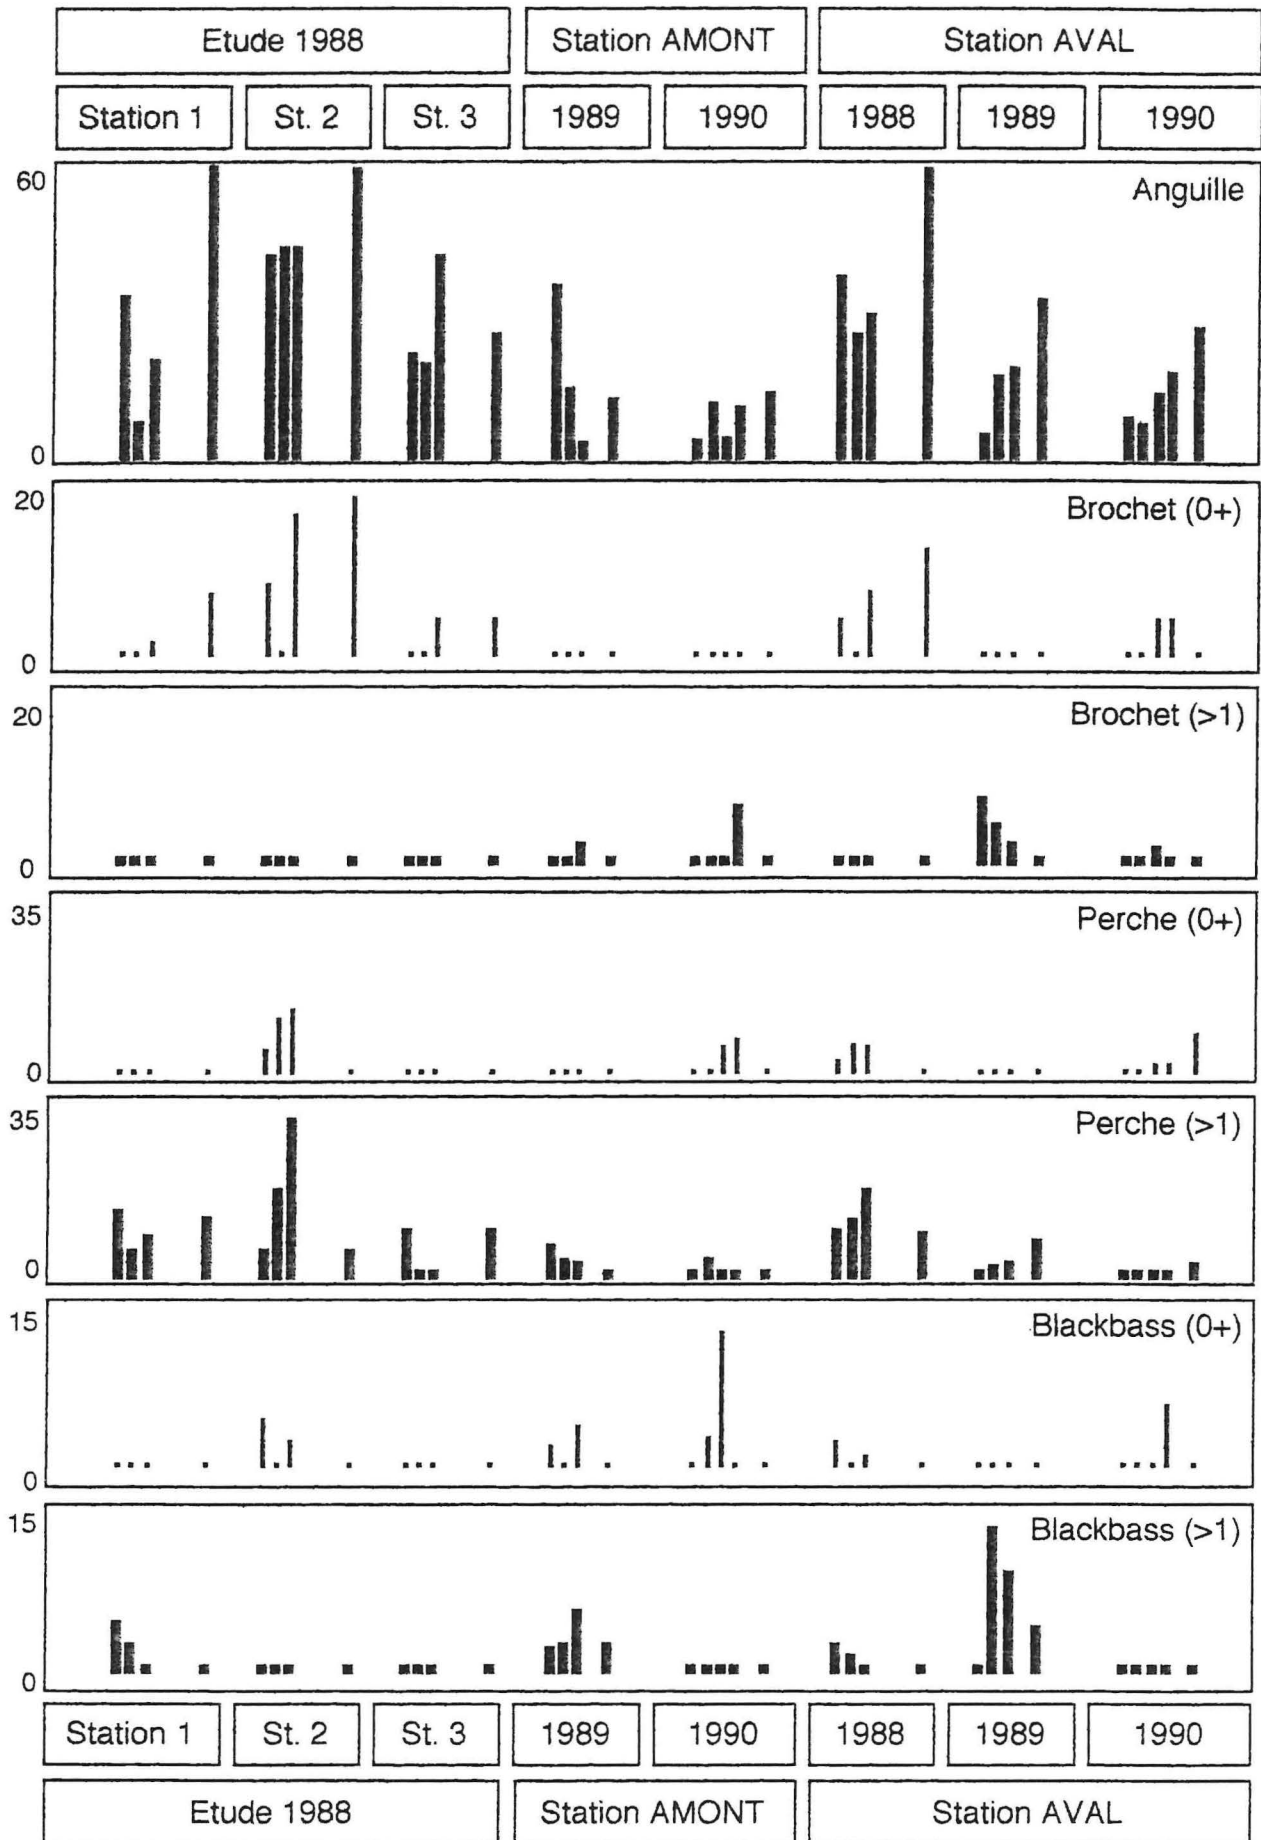 Etude 1988 Station AMONT Station AVAL
Station 1 St. 2 St. 3 1989 1990 1988 1989 1990
60 Anguille
0
20 Brochet (0+)
0
20 Brochet (>1)
0
35 Perche (0+)
0
35 Perche (>1)
0
15 Blackbass (0+)
0
15 Blackbass (>1)
0
Station 1 St. 2 St. 3 1989 1990 1988 1989 1990
Etude 1988 Station AMONT Station AVAL